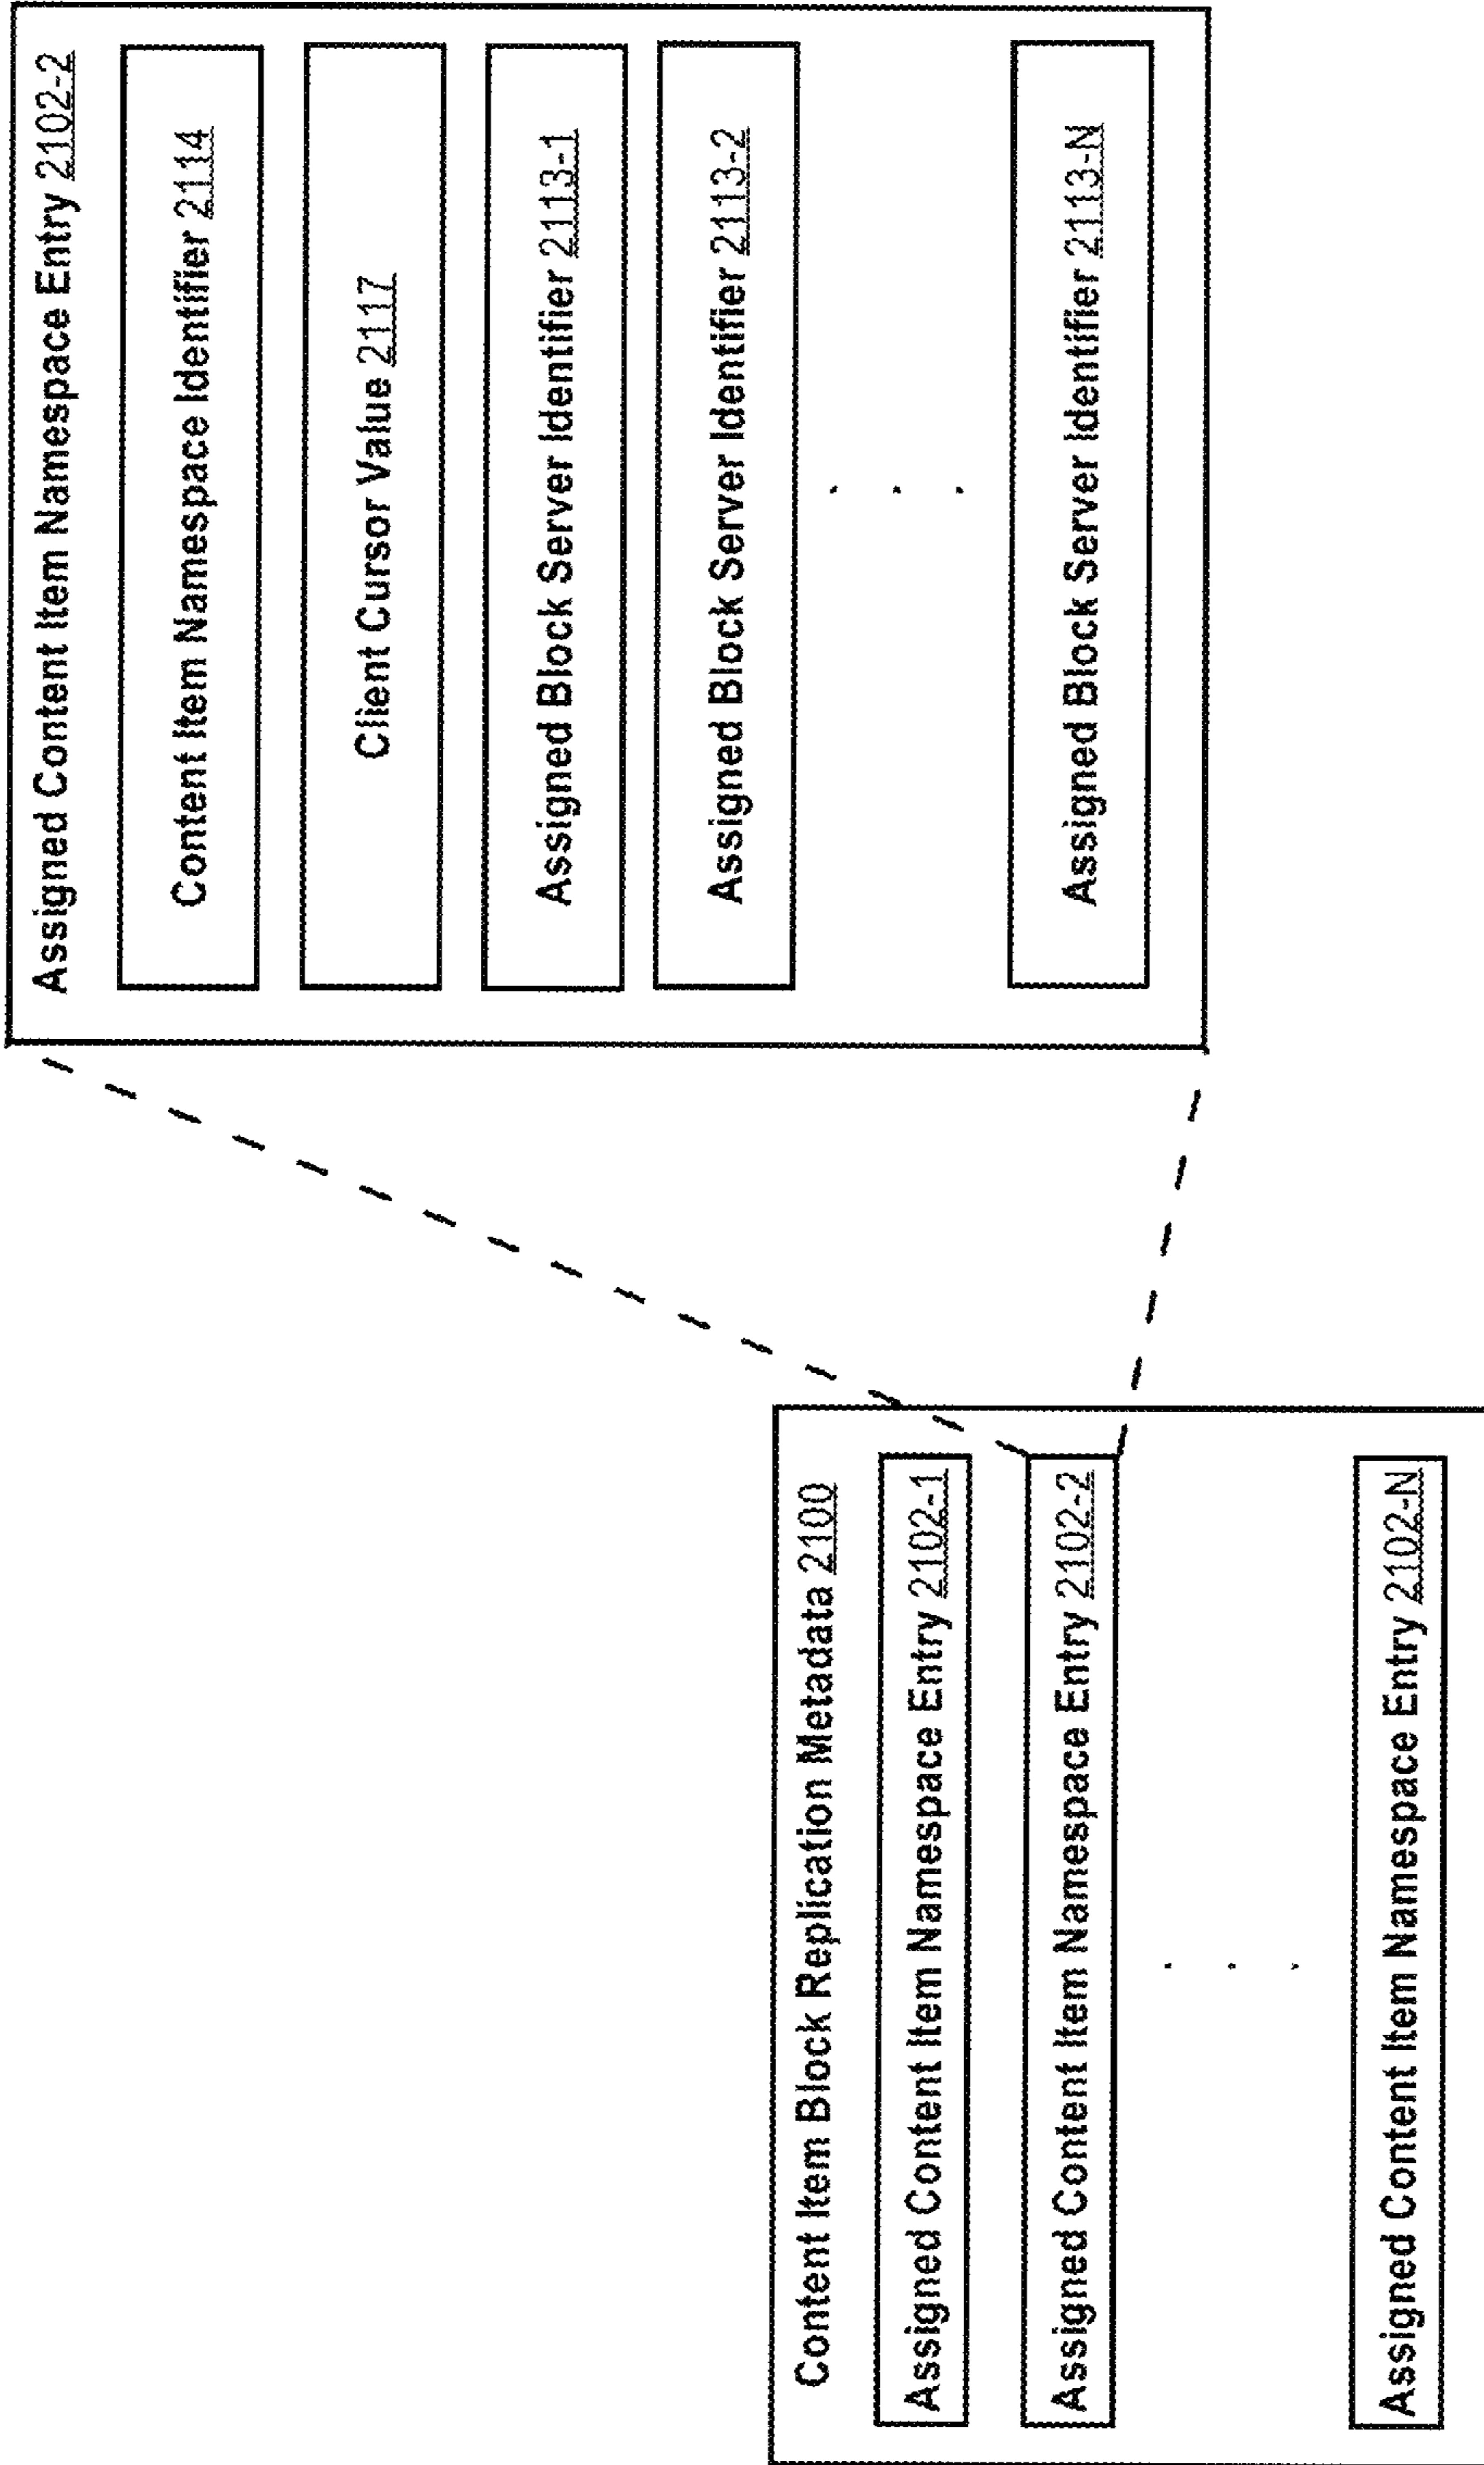 Content Item Block Replication Metadata 2100
Assigned Content Item Namespace Entry 2102-1
Assigned Content Item Namespace Entry 2102-2
. . .
Assigned Content Item Namespace Entry 2102-N
Assigned Content Item Namespace Entry 2102-2
Content Item Namespace Identifier 2114
Client Cursor Value 2117
Assigned Block Server Identifier 2113-1
Assigned Block Server Identifier 2113-2
. . .
Assigned Block Server Identifier 2113-N